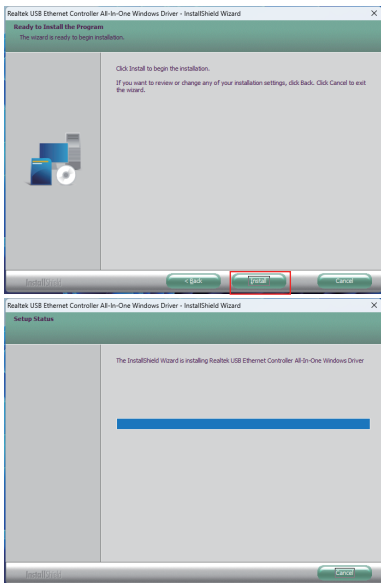 Realtek USB Ethernet Controller All-In-One Windows Driver - InstallShield Wizard
Ready to Install the Program
The wizard is ready to begin installation.
Click Install to begin the installation.
If you want to review or change any of your installation settings, click Back. Click Cancel to exit
the wizard.
InstallShield
< Back
Install
Cancel
Realtek USB Ethernet Controller All-In-One Windows Driver - InstallShield Wizard
Setup Status
The InstallShield Wizard is installing Realtek USB Ethernet Controller All-In-One Windows Driver
InstallShield
Cancel